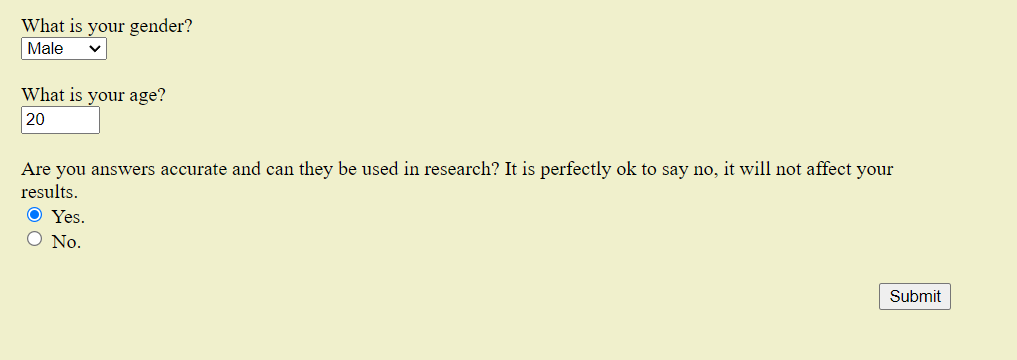 What is your gender?
Male
What is your age?
20
Are you answers accurate and can they be used in research? It is perfectly ok to say no, it will not affect your
results.
Yes.
No.
Submit